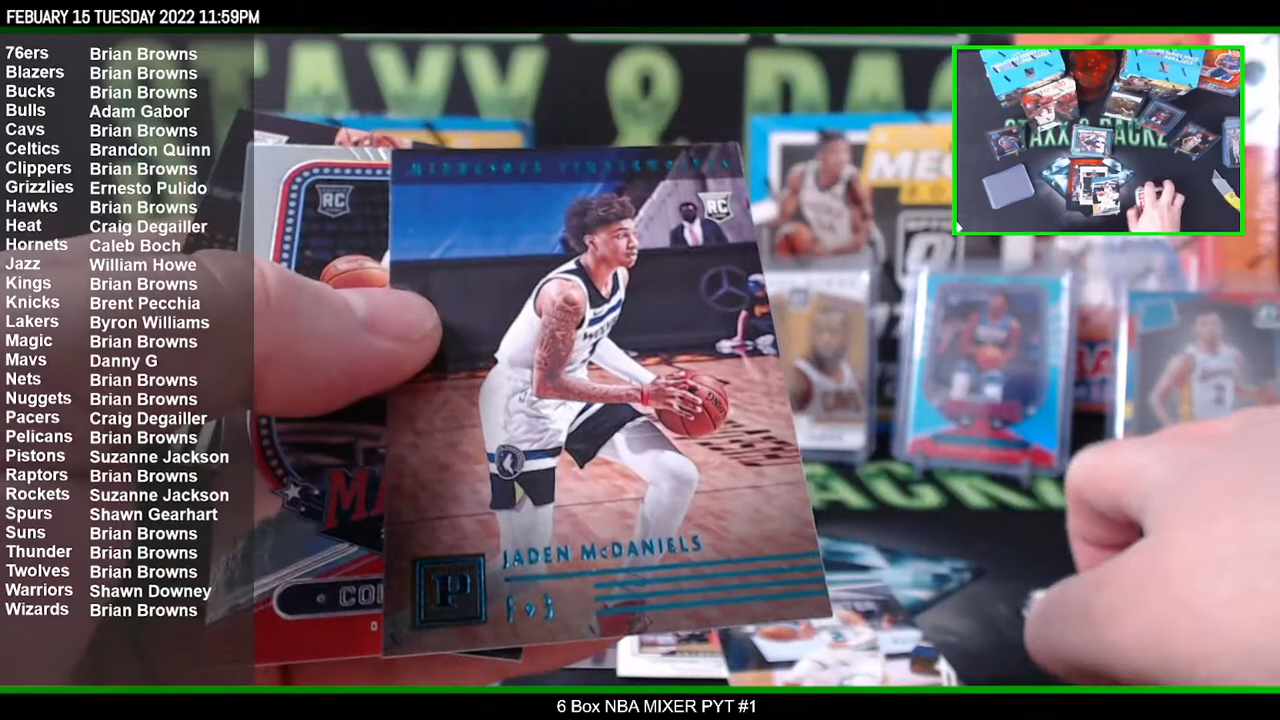 FEBUARY 15 TUESDAY 2022 11:59PM
76ers Brian Browns
Blazers Brian Browns
Bucks Brian Browns
Bulls Adam Gabor
Cavs Brian Browns
Celtics Brandon Quinn
Clippers Brian Browns
Grizzlies Ernesto Pulido
Hawks Brian Browns
Heat Craig Degailler
Hornets Caleb Boch
Jazz William Howe
Kings Brian Browns
Knicks Brent Pecchia
Lakers Byron Williams
Magic Brian Browns
Mavs Danny G
Nets Brian Browns
Nuggets Brian Browns
Pacers Craig Degailler
Pelicans Brian Browns
Pistons Suzanne Jackson
Raptors Brian Browns
Rockets Suzanne Jackson
Spurs Shawn Gearhart
Suns Brian Browns
Thunder Brian Browns
Twolves Brian Browns
Warriors Shawn Downey
Wizards Brian Browns
STAXX & PACKZ
MINNESOTA TIMBERWOLVES
RC
RC
JADEN McDANIELS
P
6 Box NBA MIXER PYT #1